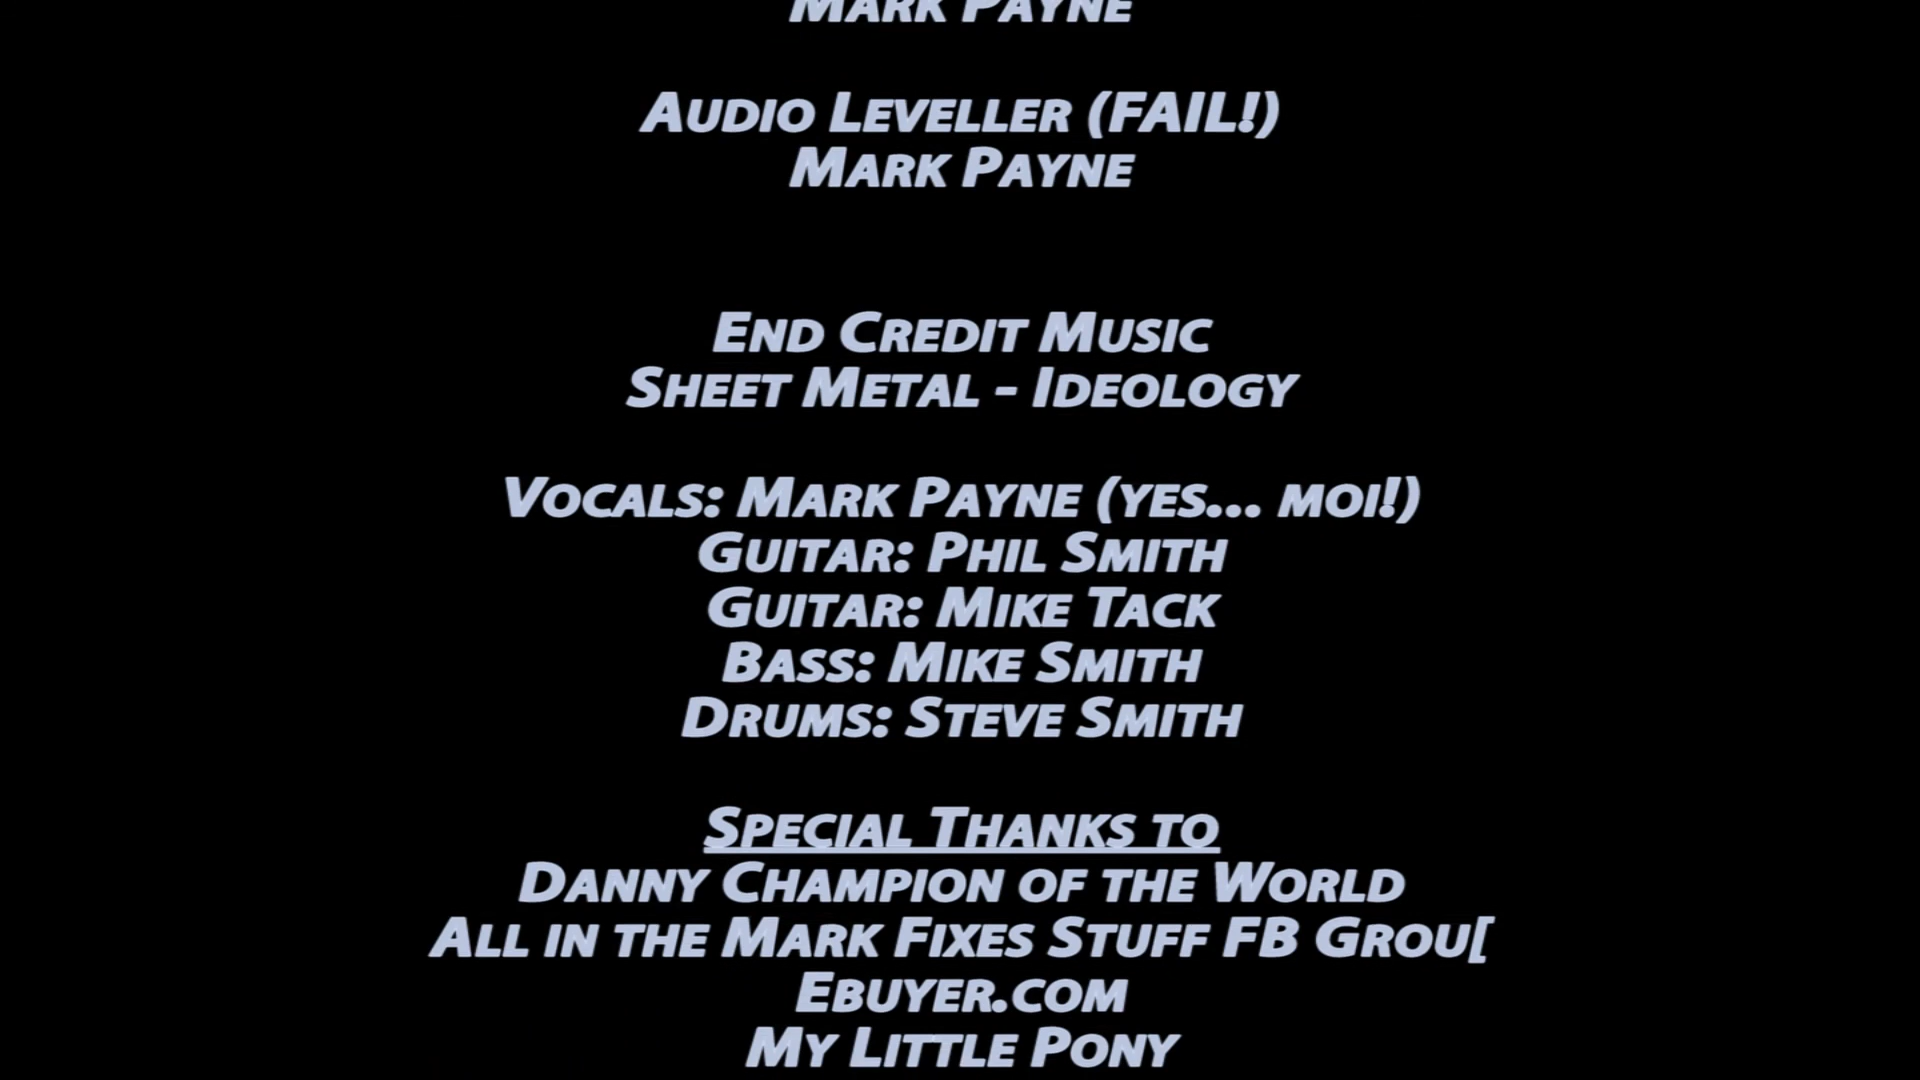 Mark Payne
Audio Leveller (FAIL!)
Mark Payne
End Credit Music
Sheet Metal - Ideology
Vocals: Mark Payne (yes... moi!)
Guitar: Phil Smith
Guitar: Mike Tack
Bass: Mike Smith
Drums: Steve Smith
Special Thanks to
Danny Champion of the World
All in the Mark Fixes Stuff FB Grou[
Ebuyer.com
My Little Pony